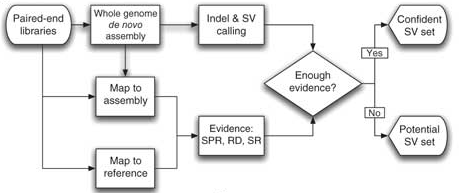 Paired-end
libraries
Whole genome
de novo
assembly
Indel & SV
calling
Confident
SV set
Yes
Enough
evidence?
Map to
assembly
No
Evidence:
SPR, RD, SR
Potential
SV set
Map to
reference